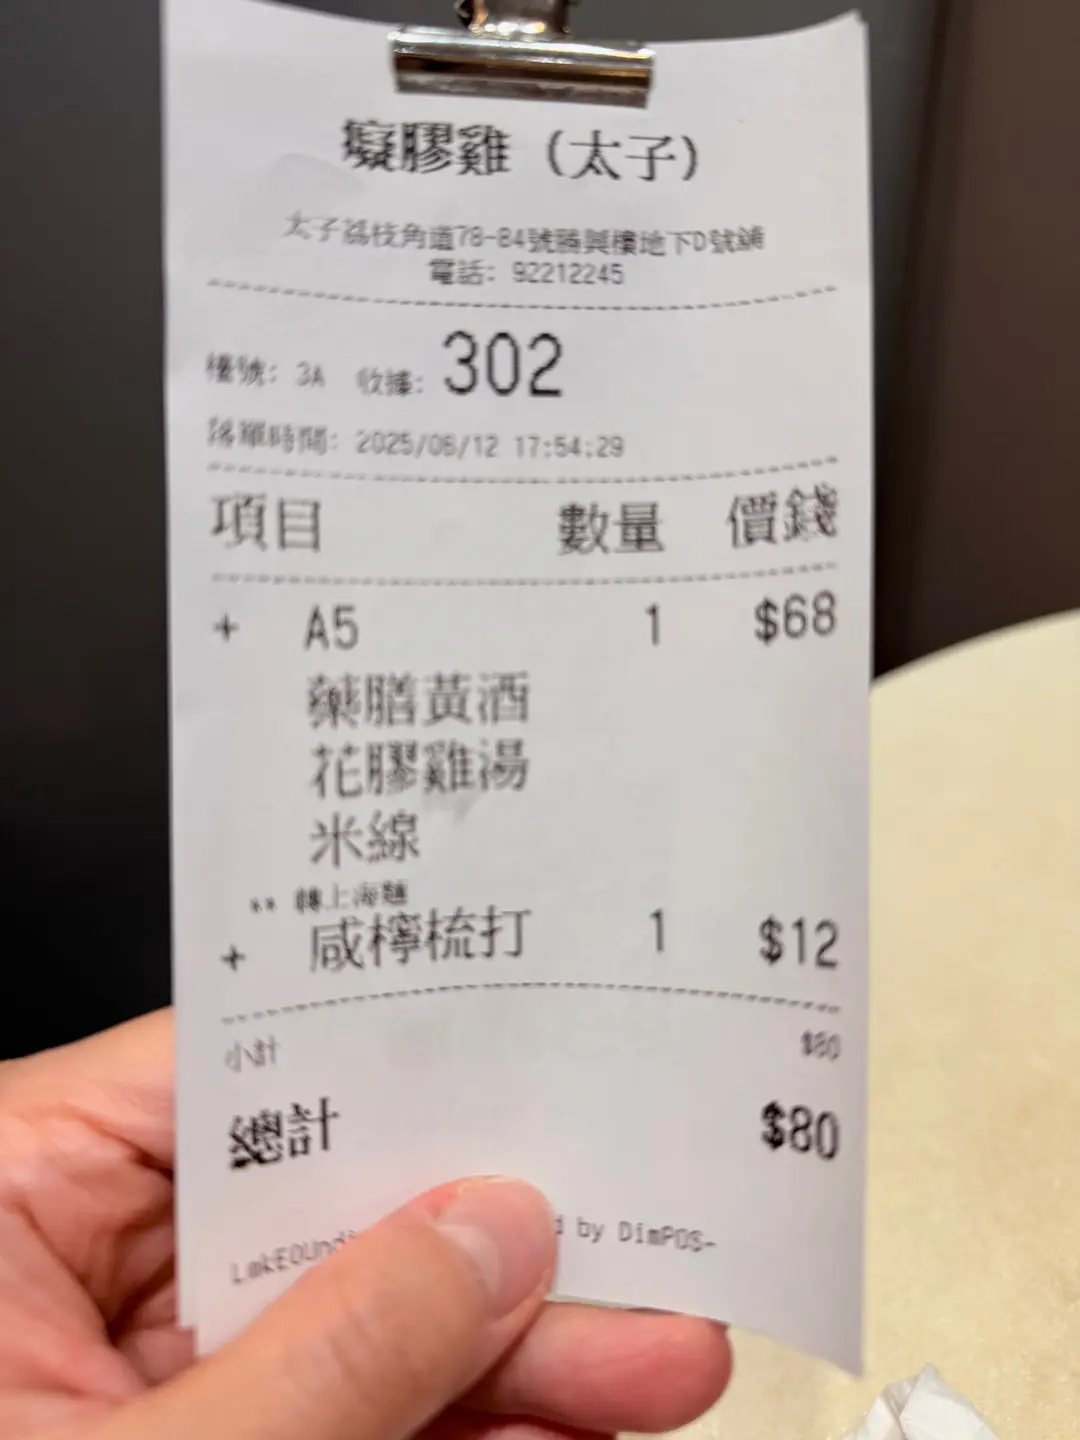 癡膠雞 (太子)
太子荔枝角道78-84號勝興樓地下D號鋪
電話: 92212245
檯號: 3A 收據: 302
落單時間: 2025/06/12 17:54:29
項目 數量 價錢
+ A5 1 $68
藥膳黃酒
花膠雞湯
米線
** 轉上海麵
+ 咸檸梳打 1 $12
小計 $80
總計 $80
by DimPOS-